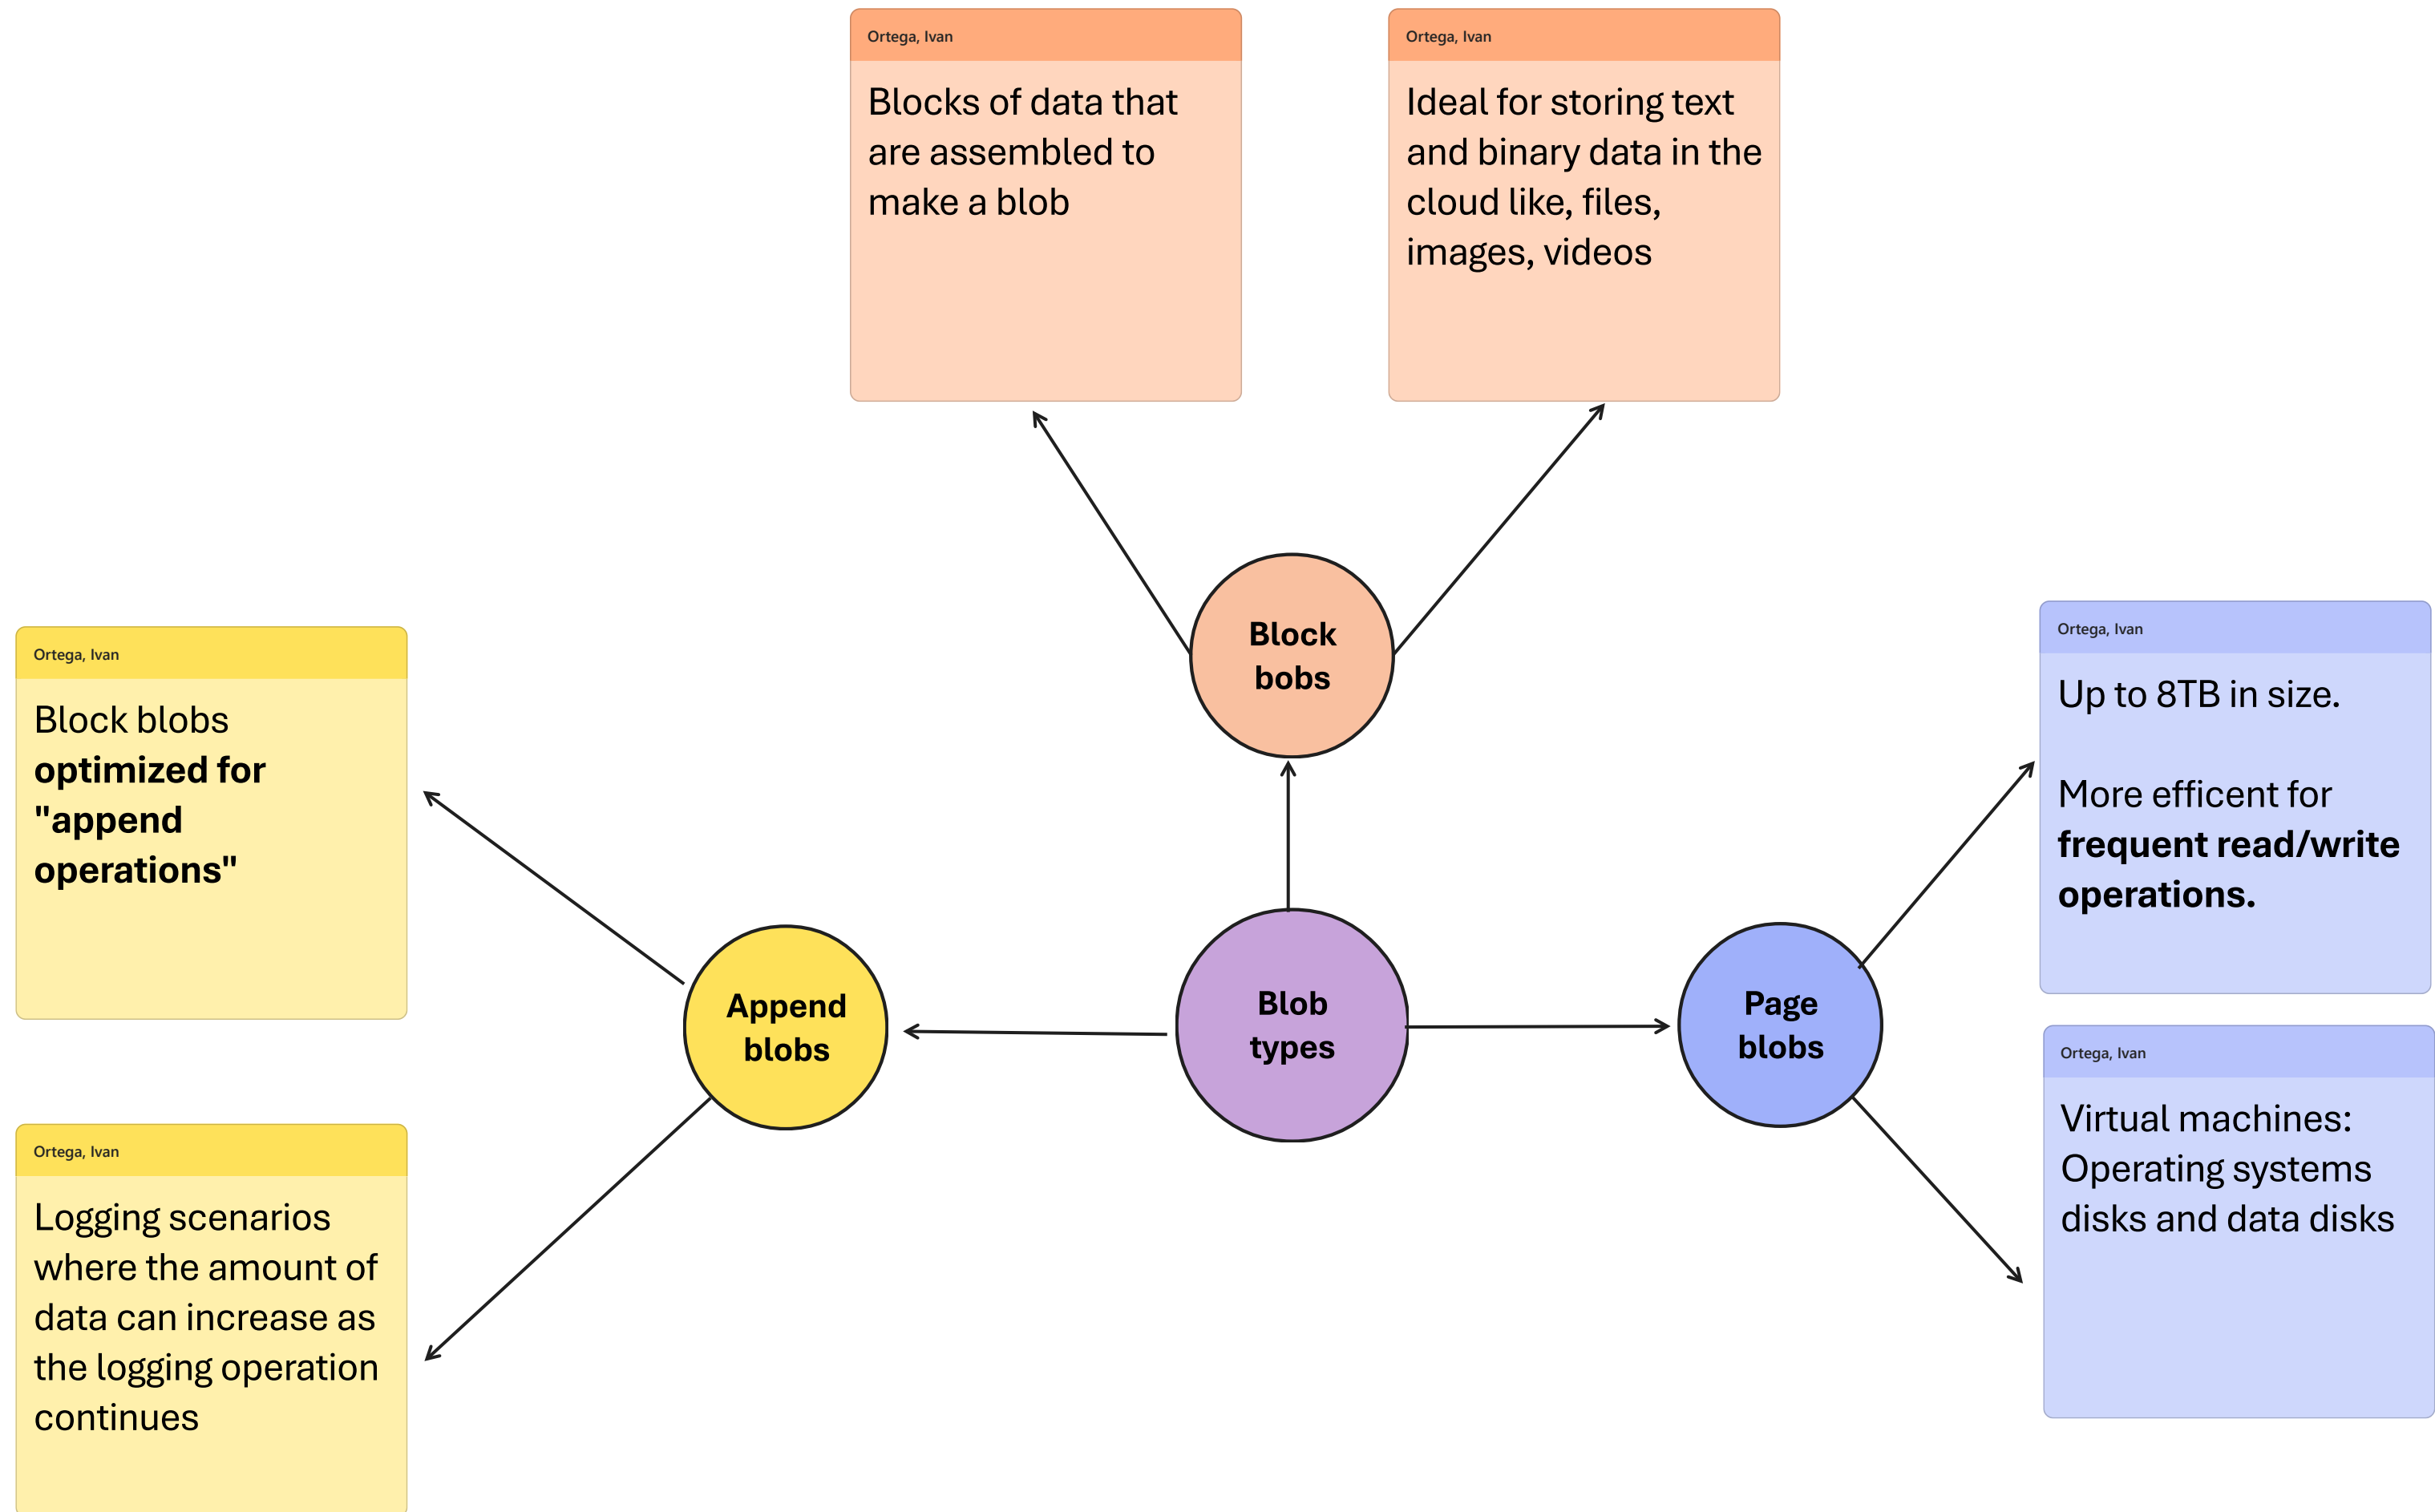 Ortega, Ivan
Blocks of data that
are assembled to
make a blob
Ortega, Ivan
Ideal for storing text
and binary data in the
cloud like, files,
images, videos
Block
bobs
Ortega, Ivan
Block blobs
optimized for
"append
operations"
Ortega, Ivan
Up to 8TB in size.
More efficent for
frequent read/write
operations.
Append
blobs
Blob
types
Page
blobs
Ortega, Ivan
Logging scenarios
where the amount of
data can increase as
the logging operation
continues
Ortega, Ivan
Virtual machines:
Operating systems
disks and data disks